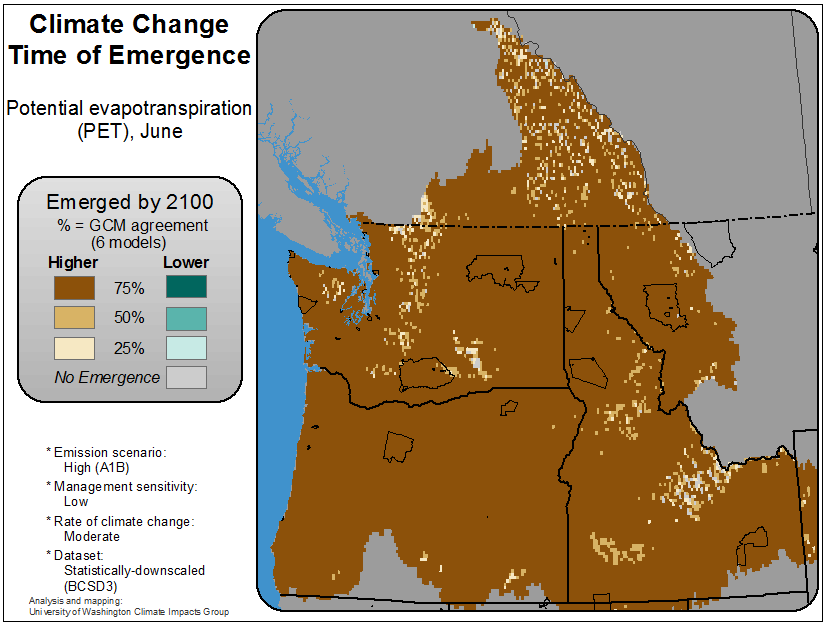 Climate Change
Time of Emergence
Potential evapotranspiration
(PET), June
Emerged by 2100
% = GCM agreement
(6 models)
Higher Lower
75%
50%
25%
No Emergence
* Emission scenario:
High (A1B)
* Management sensitivity:
Low
* Rate of climate change:
Moderate
* Dataset:
Statistically-downscaled
(BCSD3)
Analysis and mapping:
University of Washington Climate Impacts Group